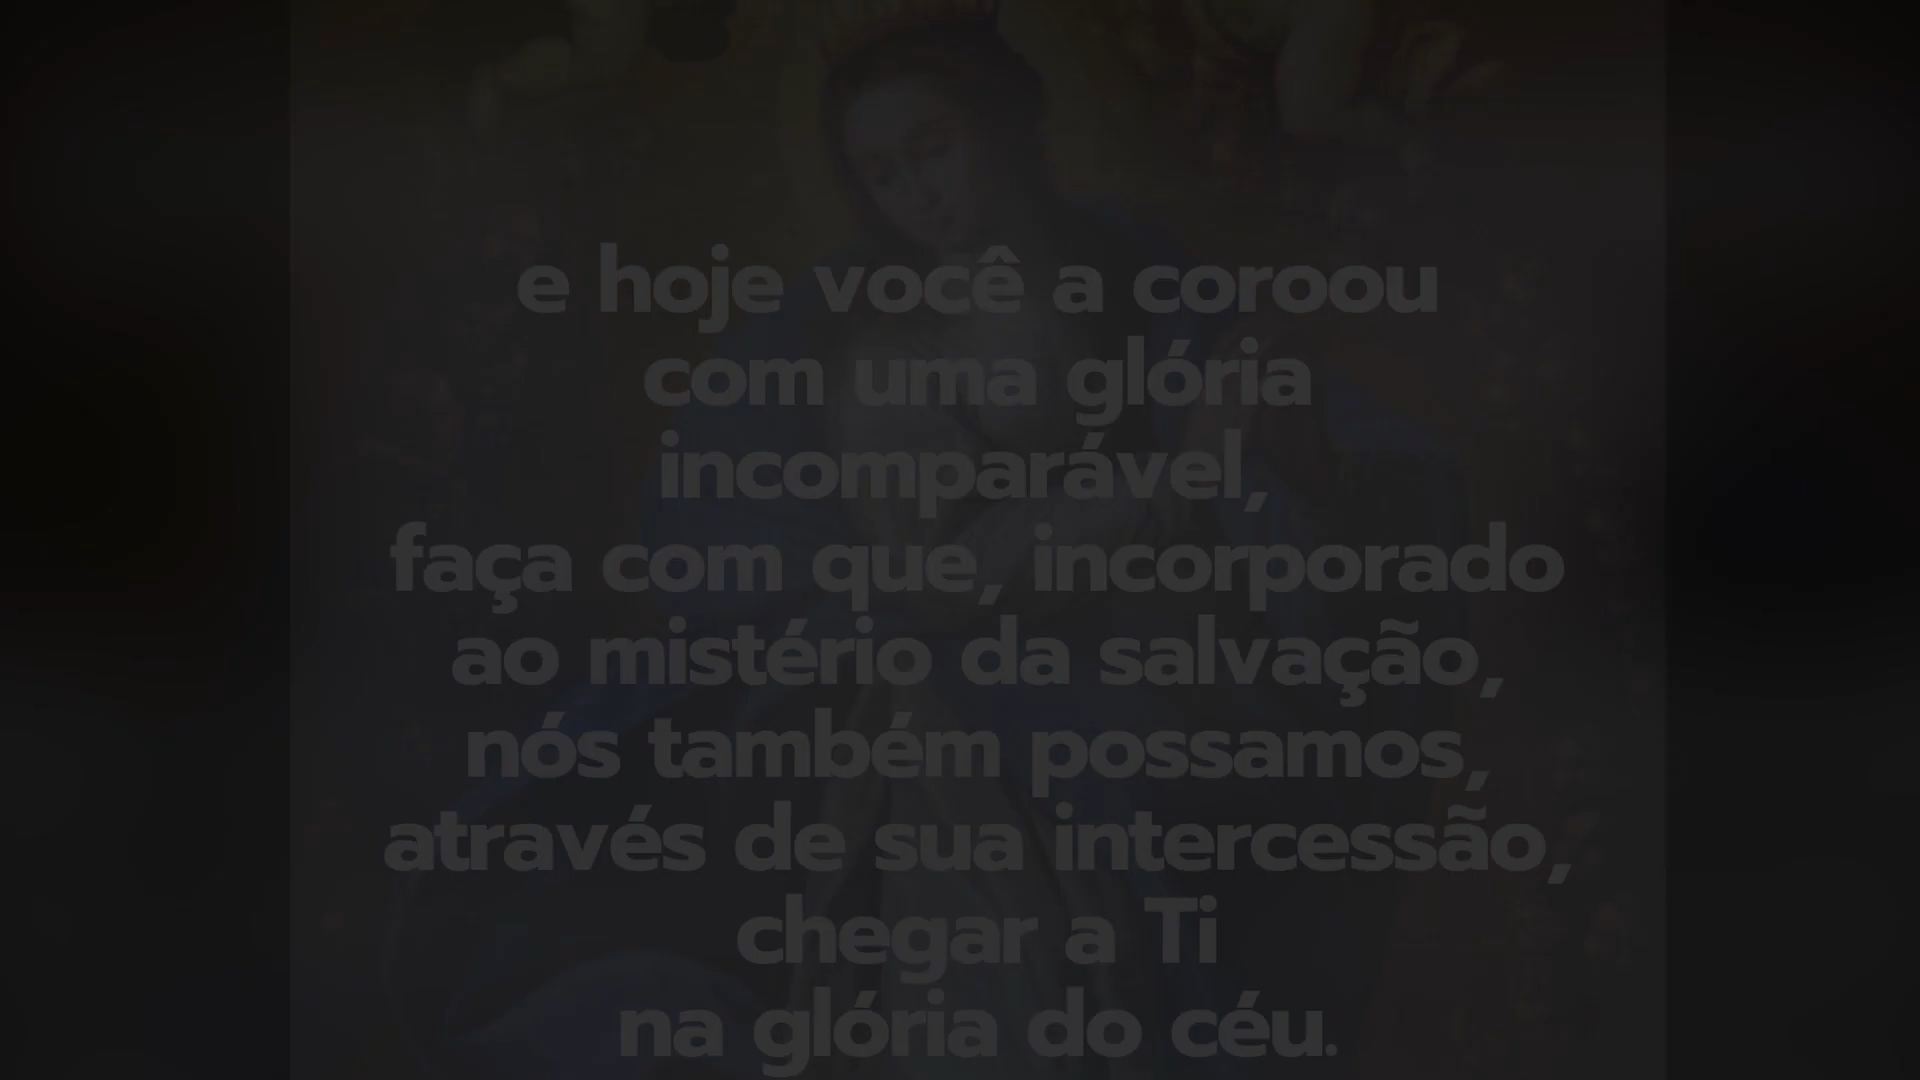 e hoje você a coroou
com uma glória
incomparável,
faça com que, incorporado
ao mistério da salvação,
nós também possamos,
através de sua intercessão,
chegar a Ti
na glória do céu.